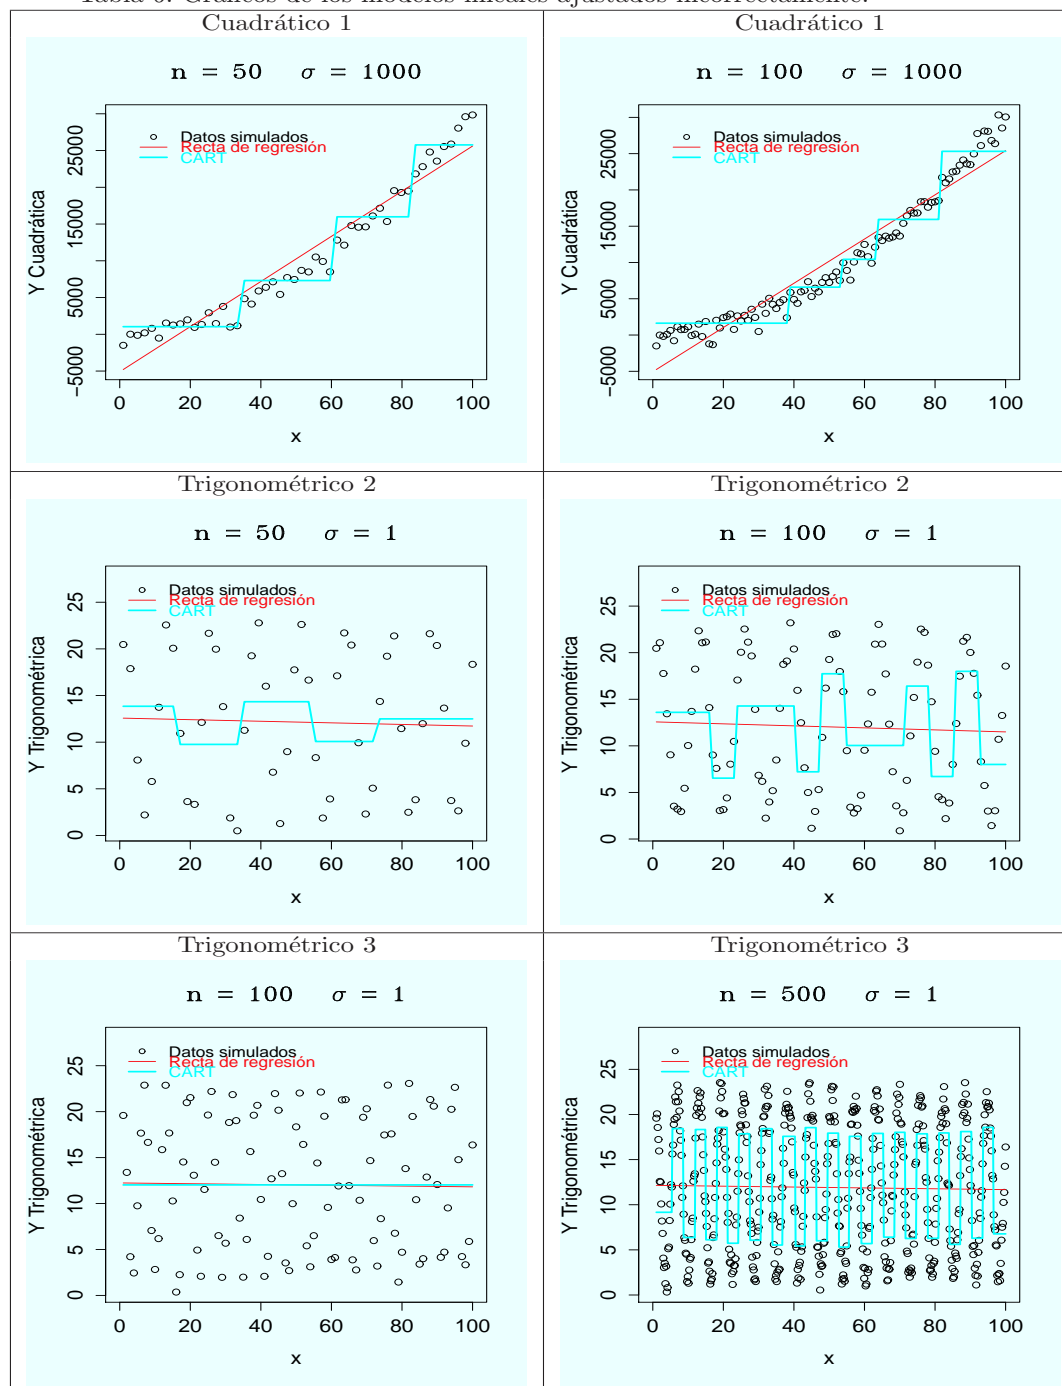 Tabla 6: Gráficos de los modelos lineales ajustados incorrectamente.
Cuadrático 1
n = 50 σ = 1000
Datos simulados
Recta de regresión
CART
Y Cuadrática
−5000 5000 15000 25000
0 20 40 60 80 100
x
Cuadrático 1
n = 100 σ = 1000
Datos simulados
Recta de regresión
CART
Y Cuadrática
−5000 5000 15000 25000
0 20 40 60 80 100
x
Trigonométrico 2
n = 50 σ = 1
Datos simulados
Recta de regresión
CART
Y Trigonométrica
0 5 10 15 20 25
0 20 40 60 80 100
x
Trigonométrico 2
n = 100 σ = 1
Datos simulados
Recta de regresión
CART
Y Trigonométrica
0 5 10 15 20 25
0 20 40 60 80 100
x
Trigonométrico 3
n = 100 σ = 1
Datos simulados
Recta de regresión
CART
Y Trigonométrica
0 5 10 15 20 25
0 20 40 60 80 100
x
Trigonométrico 3
n = 500 σ = 1
Datos simulados
Recta de regresión
CART
Y Trigonométrica
0 5 10 15 20 25
0 20 40 60 80 100
x